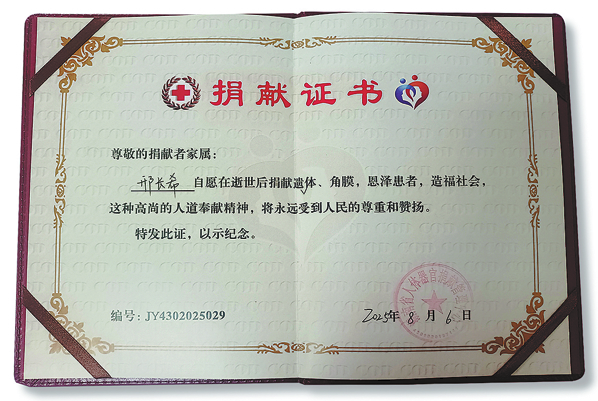 捐献证书
尊敬的捐献者家属：
邢长希 自愿在逝世后捐献遗体、角膜，恩泽患者，造福社会，
这种高尚的人道奉献精神，将永远受到人民的尊重和赞扬。
特发此证，以示纪念。
编号：JY4302025029
2025年 8 月 6 日